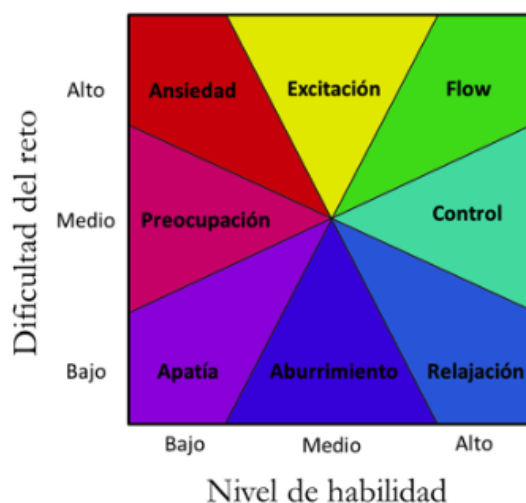 Dificultad del reto
Alto
Medio
Bajo
Ansiedad
Excitación
Flow
Preocupación
Control
Apatía
Aburrimiento
Relajación
Bajo
Medio
Alto
Nivel de habilidad